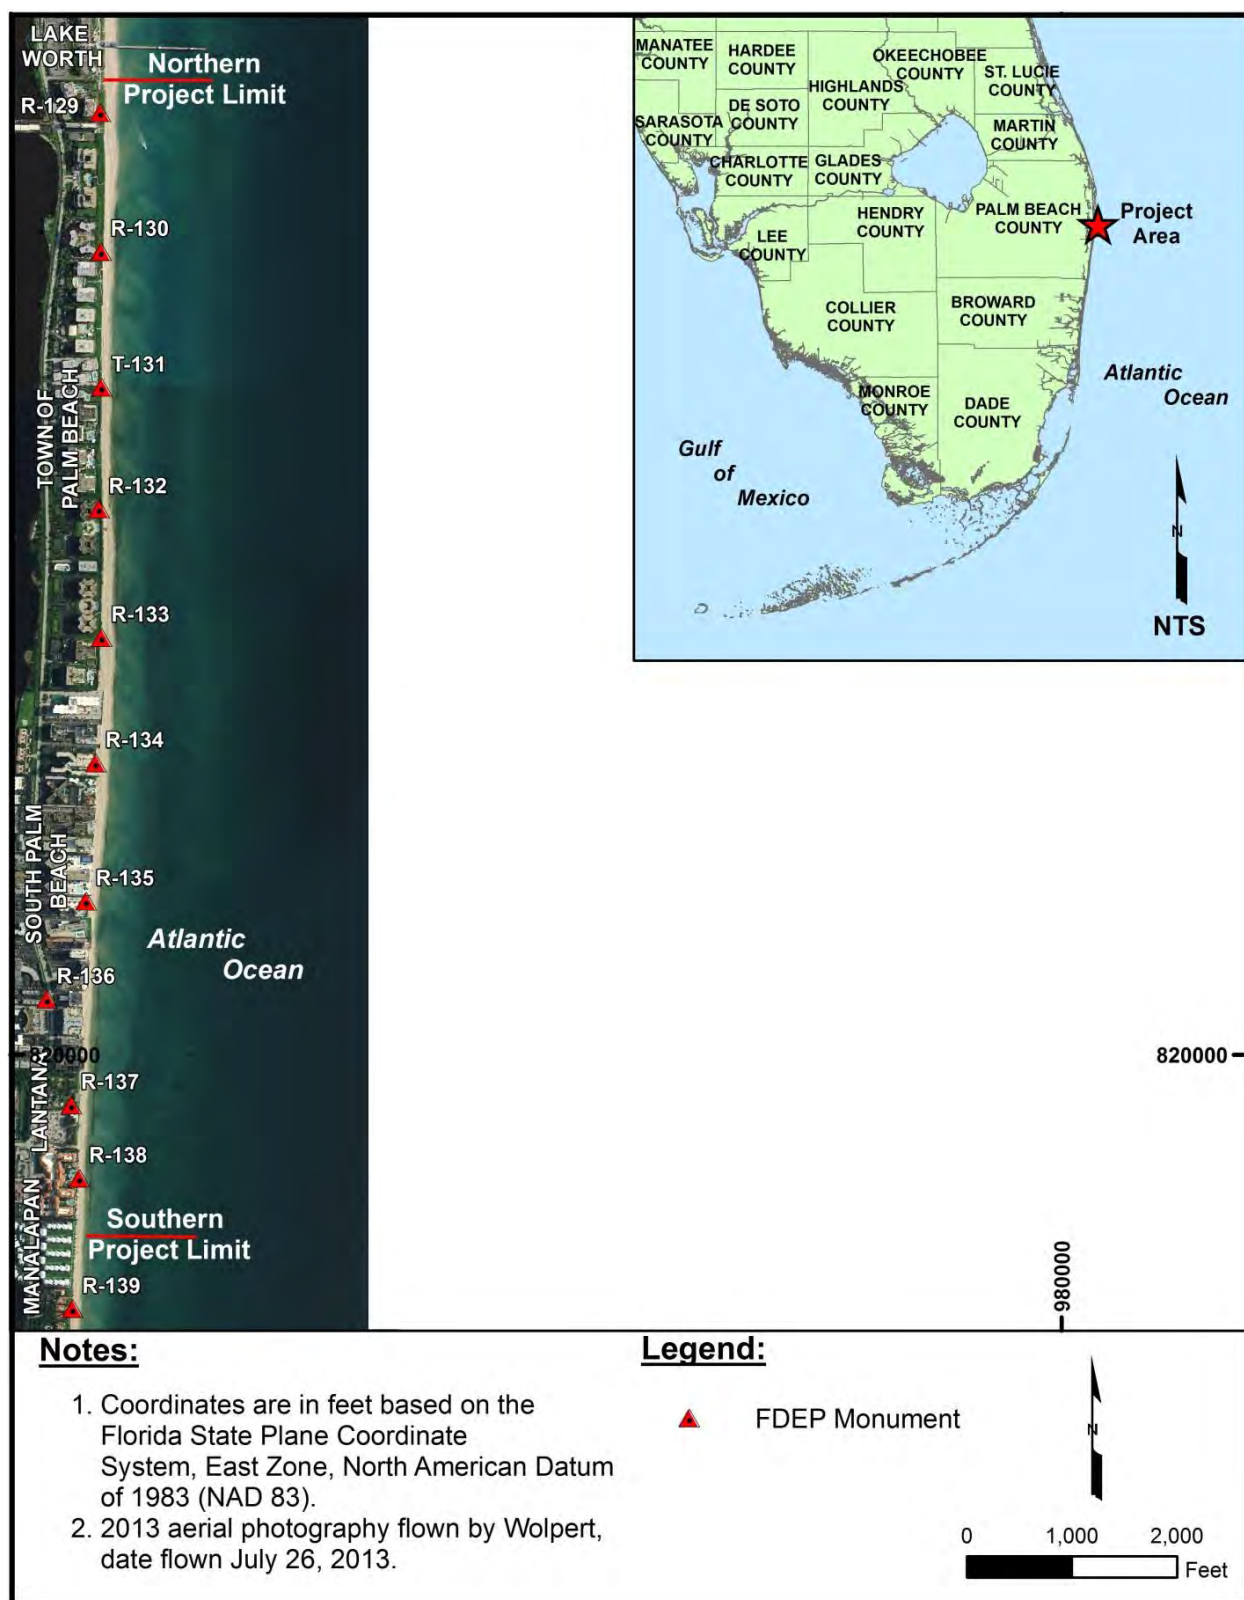 LAKE
WORTH
Northern
Project Limit
R-129
R-130
T-131
TOWN OF
PALM BEACH
R-132
R-133
R-134
SOUTH PALM
BEACH
R-135
Atlantic
Ocean
R-136
820000
LANTANA
R-137
R-138
MANALAPAN
Southern
Project Limit
R-139
MANATEE
COUNTY
HARDEE
COUNTY
OKEECHOBEE
COUNTY
HIGHLANDS
COUNTY
ST. LUCIE
COUNTY
DE SOTO
COUNTY
SARASOTA
COUNTY
MARTIN
COUNTY
CHARLOTTE
COUNTY
GLADES
COUNTY
HENDRY
COUNTY
PALM BEACH
COUNTY
Project
Area
LEE
COUNTY
COLLIER
COUNTY
BROWARD
COUNTY
MONROE
COUNTY
DADE
COUNTY
Atlantic
Ocean
Gulf
of
Mexico
N
NTS
820000
980000
Notes:
1. Coordinates are in feet based on the
Florida State Plane Coordinate
System, East Zone, North American Datum
of 1983 (NAD 83).
2. 2013 aerial photography flown by Wolpert,
date flown July 26, 2013.
Legend:
FDEP Monument
N
0 1,000 2,000
Feet